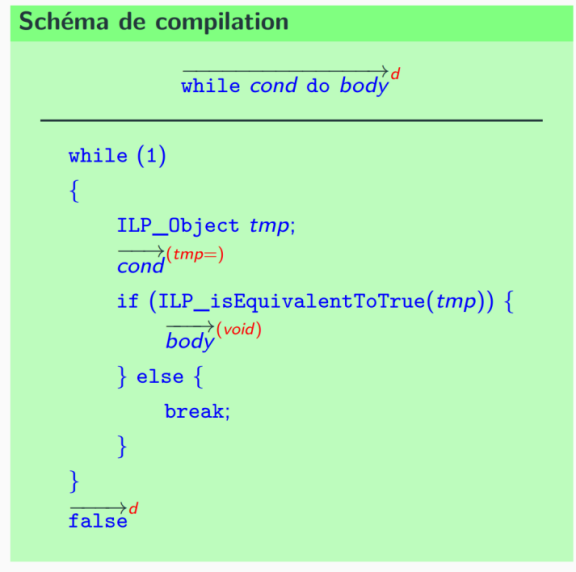 Schéma de compilation
while cond do body d
while (1)
{
ILP_Object tmp;
cond (tmp=)
if (ILP_isEquivalentToTrue(tmp)) {
body (void)
} else {
break;
}
}
false d